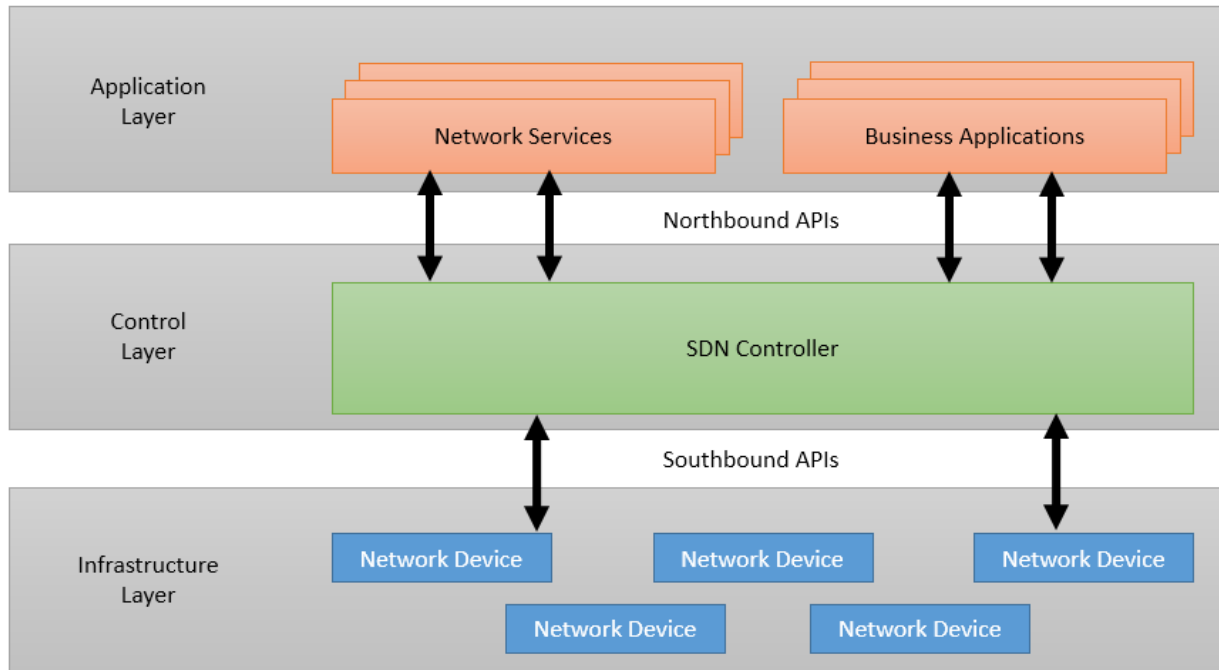 Application
Layer
Network Services
Business Applications
Northbound APIs
Control
Layer
SDN Controller
Southbound APIs
Infrastructure
Layer
Network Device
Network Device
Network Device
Network Device
Network Device